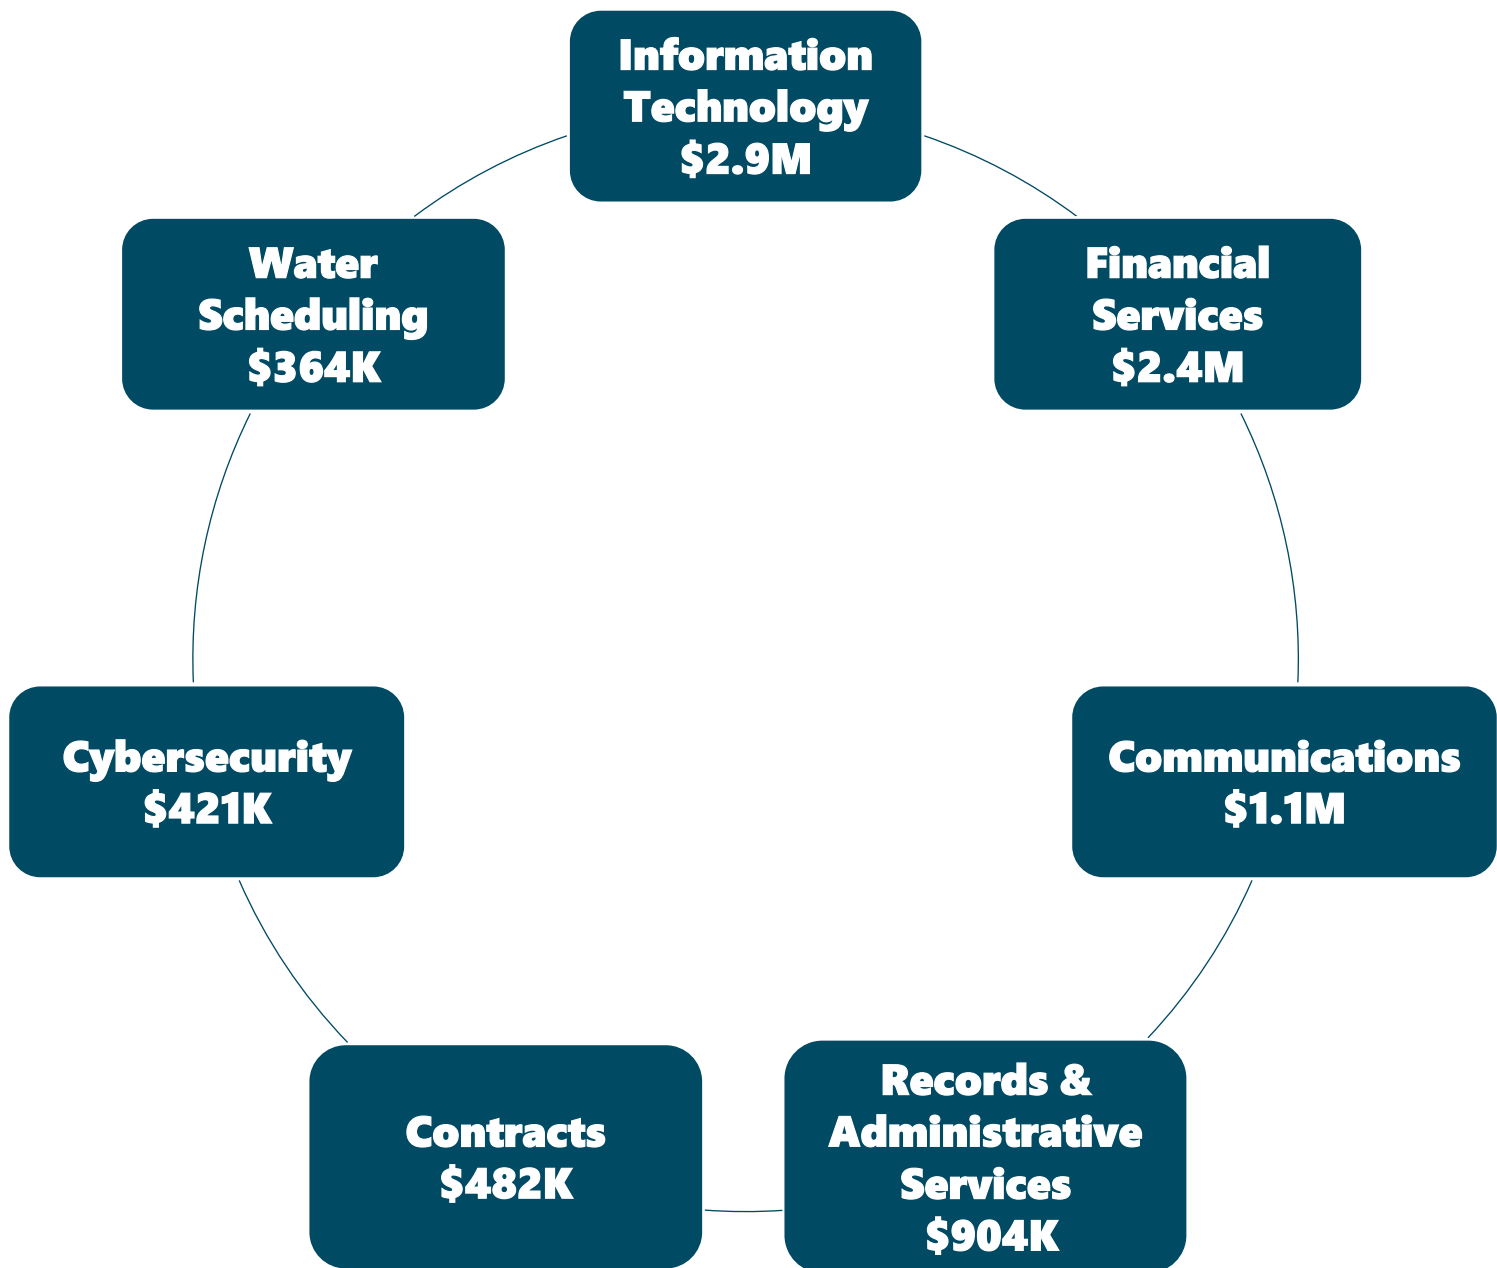 Information
Technology
$2.9M
Financial
Services
$2.4M
Communications
$1.1M
Records &
Administrative
Services
$904K
Contracts
$482K
Cybersecurity
$421K
Water
Scheduling
$364K